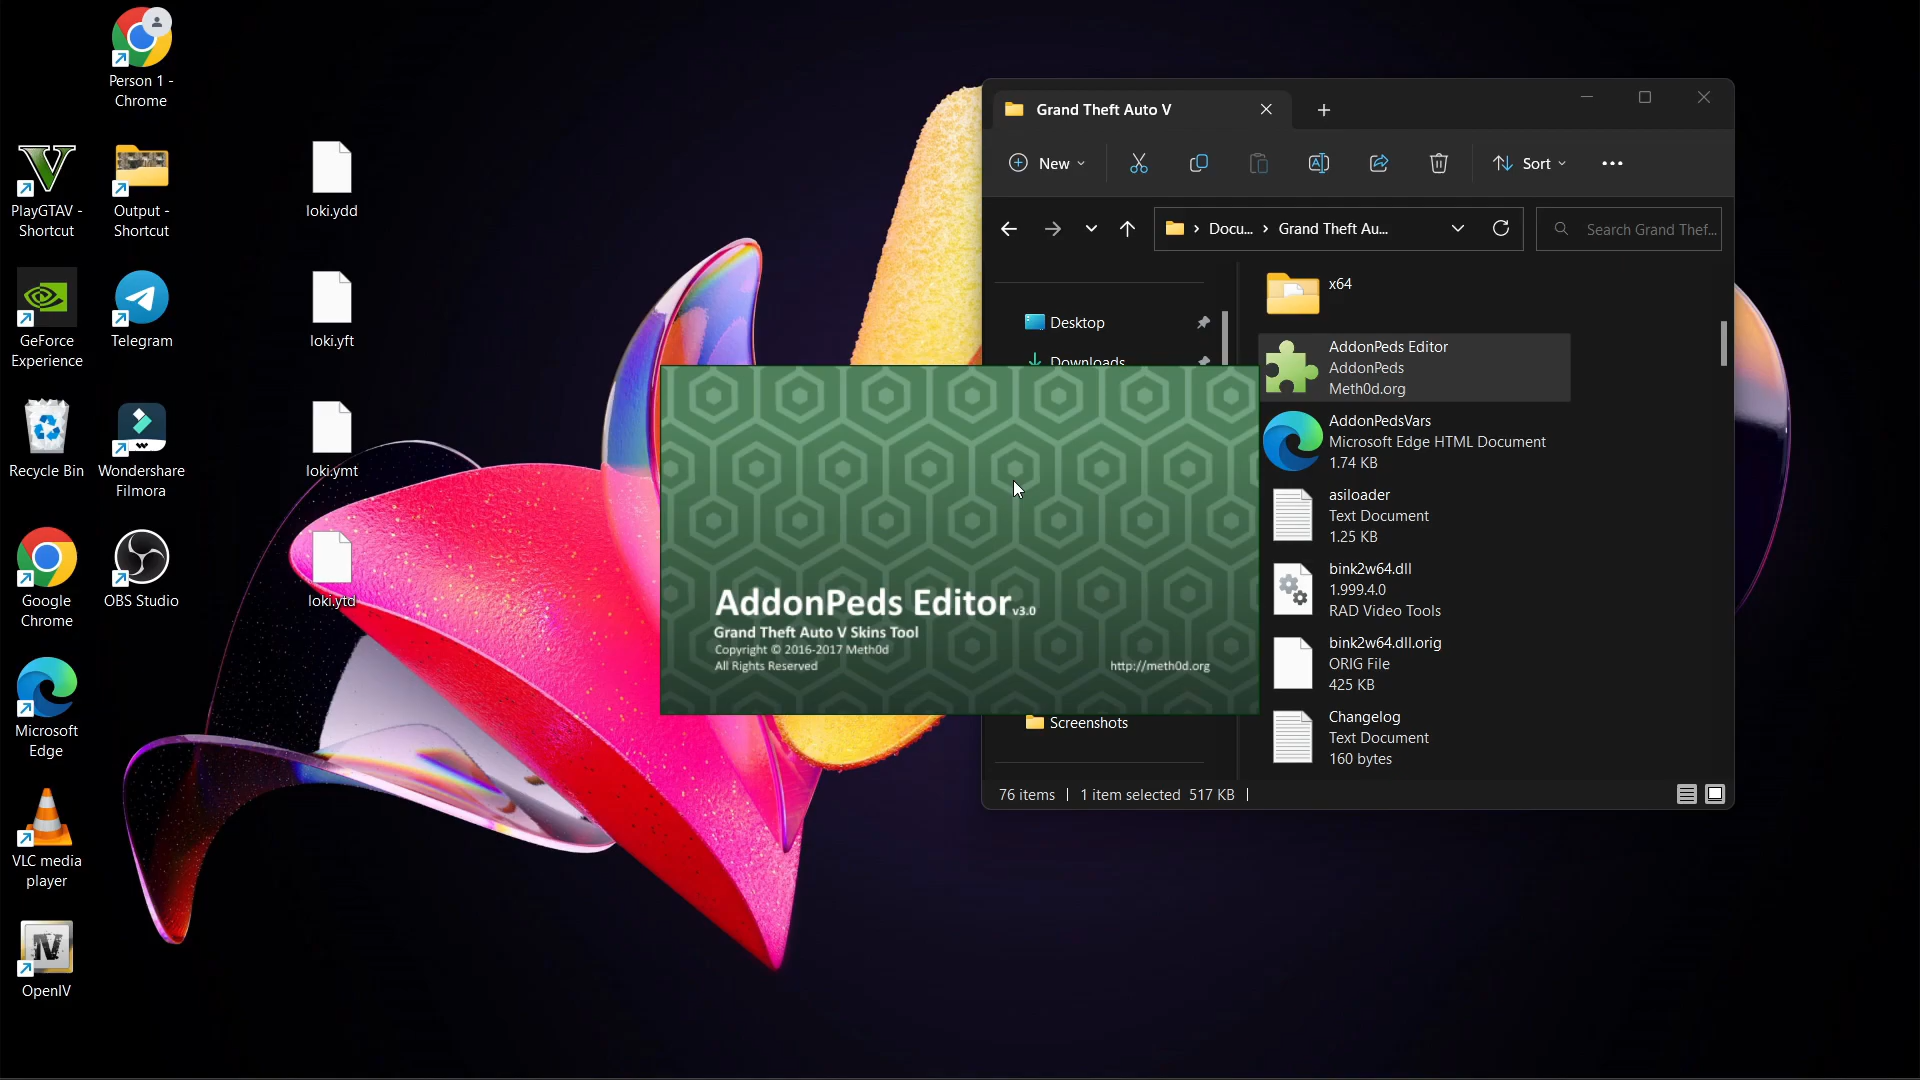 Person 1 -
Chrome
PlayGTAV -
Shortcut
Output -
Shortcut
loki.ydd
GeForce
Experience
Telegram
loki.yft
Recycle Bin
Wondershare
Filmora
loki.ymt
Google
Chrome
OBS Studio
loki.ytd
Microsoft
Edge
VLC media
player
OpenIV
Grand Theft Auto V
New
Sort
Docu...
Grand Theft Au...
Search Grand Thef...
Desktop
Downloads
Screenshots
x64
AddonPeds Editor
AddonPeds
Meth0d.org
AddonPedsVars
Microsoft Edge HTML Document
1.74 KB
asiloader
Text Document
1.25 KB
bink2w64.dll
1.999.4.0
RAD Video Tools
bink2w64.dll.orig
ORIG File
425 KB
Changelog
Text Document
160 bytes
76 items
1 item selected 517 KB
AddonPeds Editor v3.0
Grand Theft Auto V Skins Tool
Copyright © 2016-2017 Meth0d
All Rights Reserved
http://meth0d.org